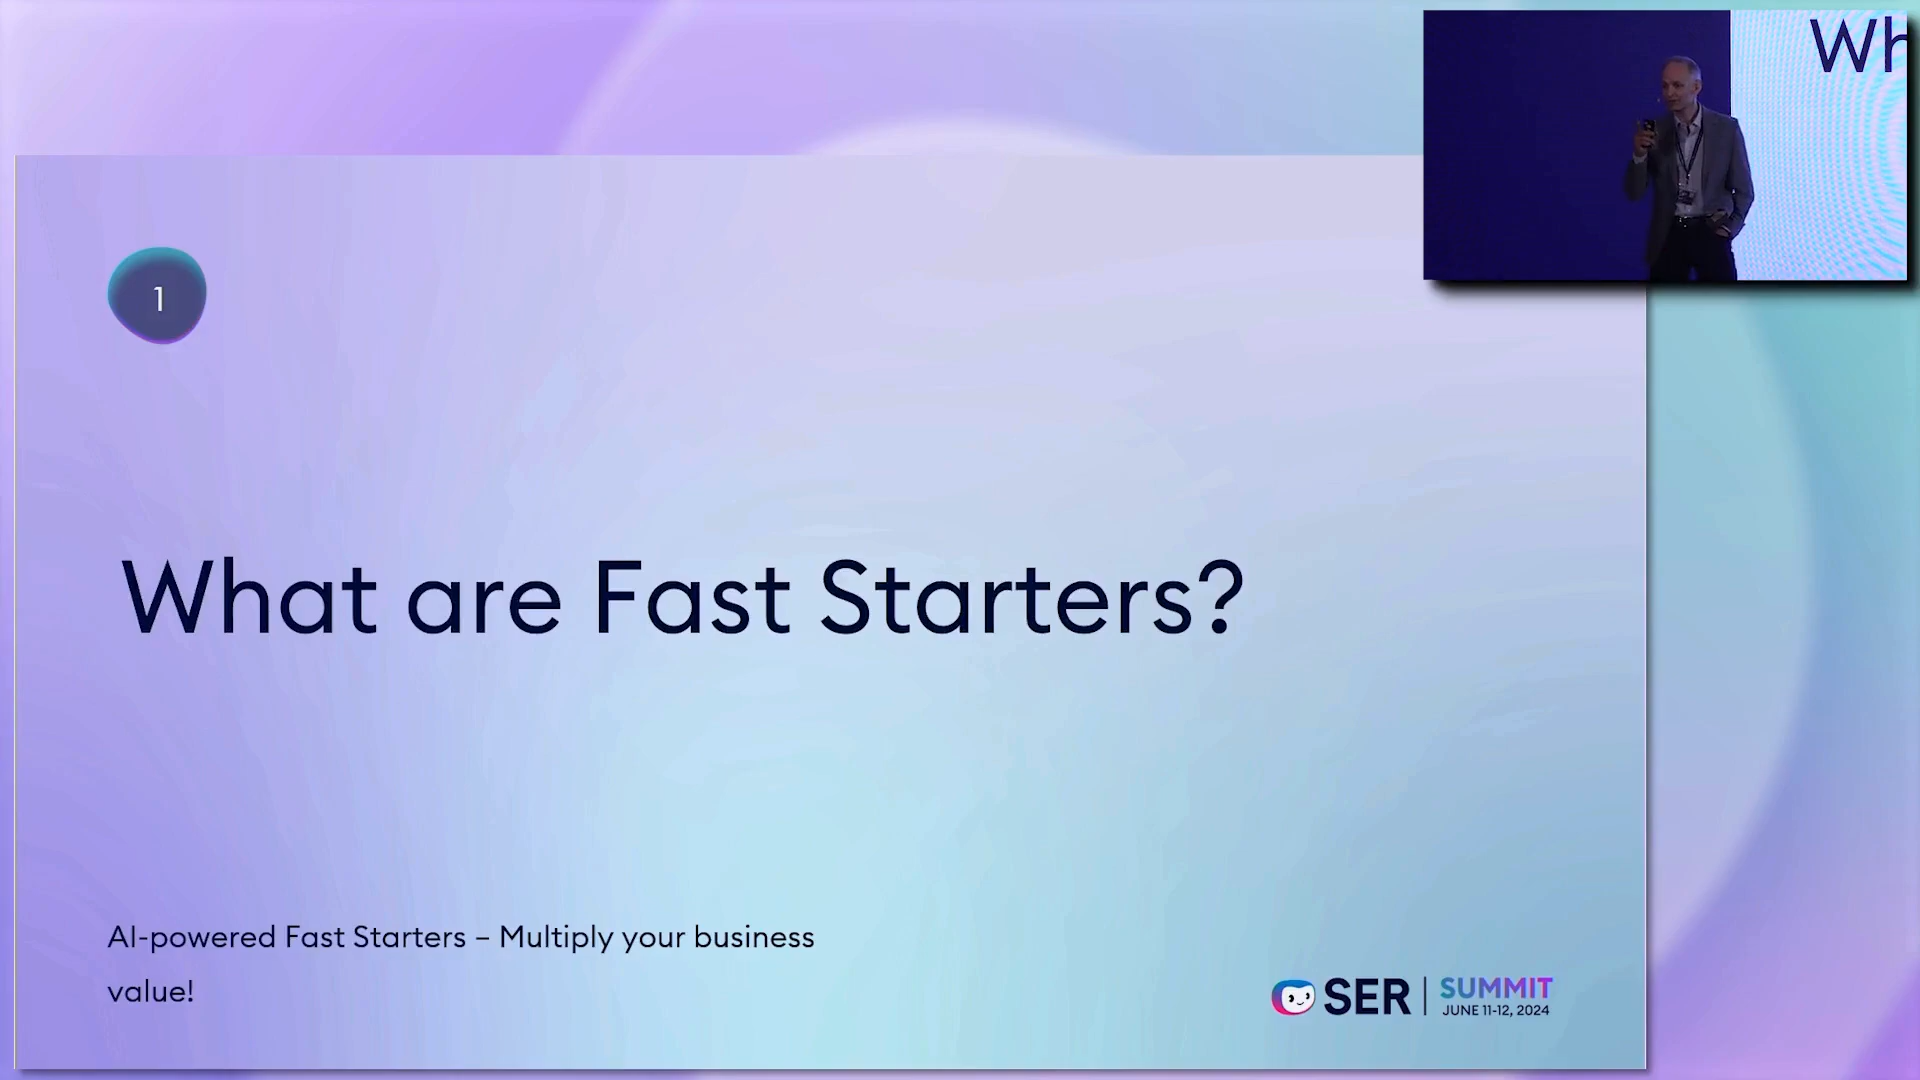 Wh
1
What are Fast Starters?
AI-powered Fast Starters – Multiply your business
value!
SER | SUMMIT
JUNE 11-12, 2024